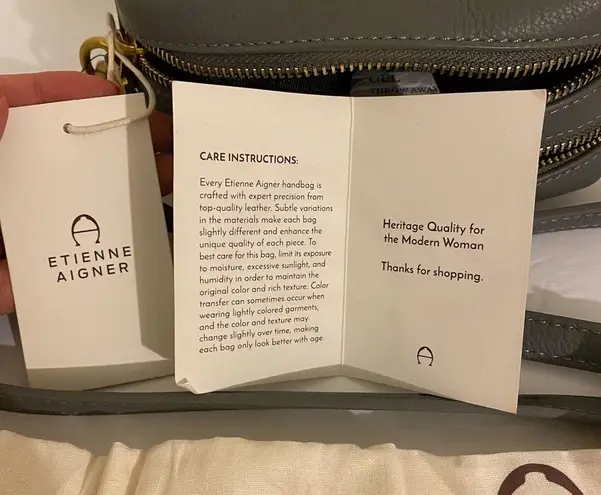 ETIENNE
AIGNER
CARE INSTRUCTIONS:
Every Etienne Aigner handbag is
crafted with expert precision from
top-quality leather. Subtle variations
in the materials make each bag
slightly different and enhance the
unique quality of each piece. To
best care for this bag, limit its exposure
to moisture, excessive sunlight, and
humidity in order to maintain the
original color and rich texture. Color
transfer can sometimes occur when
wearing lightly colored garments,
and the color and texture may
change slightly over time, making
each bag only look better with age.
Heritage Quality for
the Modern Woman
Thanks for shopping.
GEL
THROW AWAY